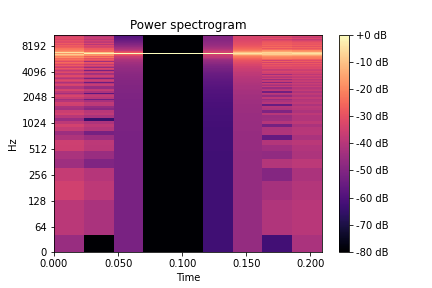 Power spectrogram
Hz
8192
4096
2048
1024
512
256
128
64
0
0.000 0.050 0.100 0.150 0.200
Time
+0 dB
-10 dB
-20 dB
-30 dB
-40 dB
-50 dB
-60 dB
-70 dB
-80 dB